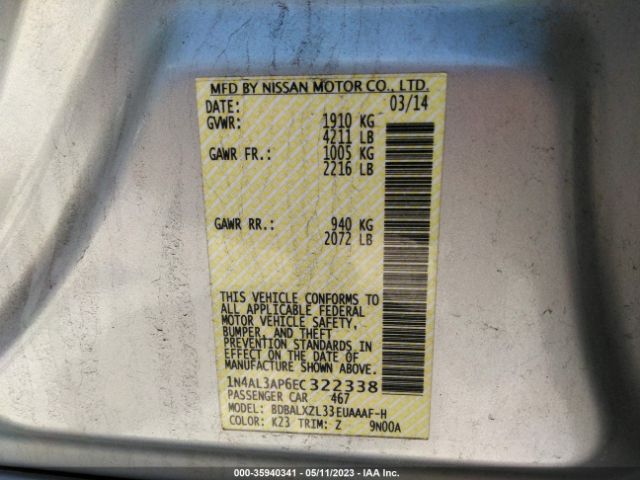 MFD BY NISSAN MOTOR CO., LTD.
DATE: 03/14
GVWR: 1910 KG
4211 LB
GAWR FR.: 1005 KG
2216 LB
GAWR RR.: 940 KG
2072 LB
THIS VEHICLE CONFORMS TO
ALL APPLICABLE FEDERAL
MOTOR VEHICLE SAFETY,
BUMPER, AND THEFT
PREVENTION STANDARDS IN
EFFECT ON THE DATE OF
MANUFACTURE SHOWN ABOVE.
1N4AL3AP6EC322338
PASSENGER CAR 467
MODEL: BDBALXZL33EUAAAF-H
COLOR: K23 TRIM: Z 9N00A
000-35940341 - 05/11/2023 - IAA Inc.